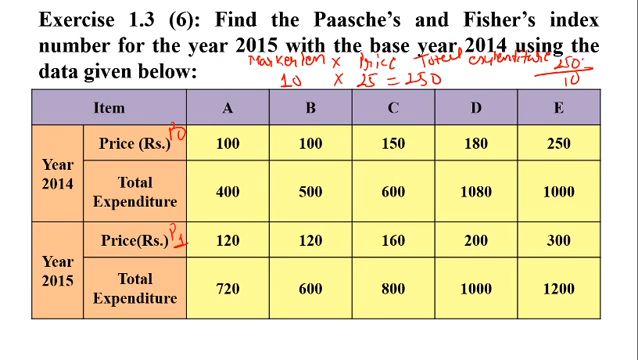 Exercise 1.3 (6): Find the Paasche's and Fisher's index
number for the year 2015 with the base year 2014 using the
data given below:
x Price Total expenditure 250
10 x 25 = 250 10
Item A B C D E
Year 2014 Price (Rs.) P0 100 100 150 180 250
Total Expenditure 400 500 600 1080 1000
Year 2015 Price(Rs.) P1 120 120 160 200 300
Total Expenditure 720 600 800 1000 1200